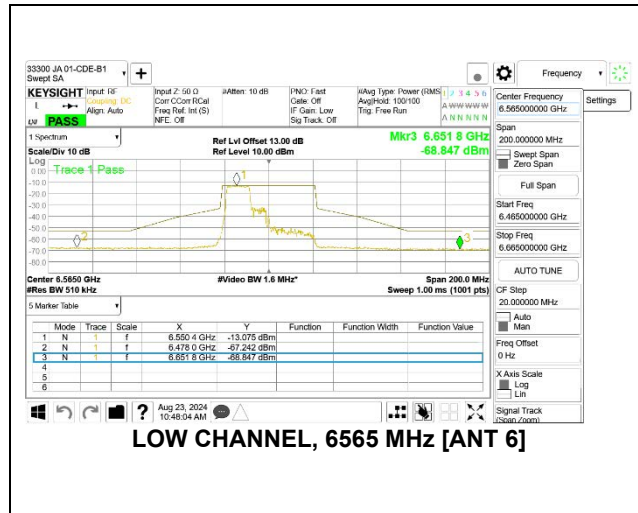 33300 JA 01-CDE-B1
Swept SA
Frequency
KEYSIGHT
Input: RF
Coupling: DC
Align: Auto
Input Z: 50 Ω
Corr CCorr RCal
Freq Ref: Int (S)
NFE: Off
#Atten: 10 dB
PNO: Fast
Gate: Off
IF Gain: Low
Sig Track: Off
#Avg Type: Power (RMS
Avg|Hold: 100/100
Trig: Free Run
1 2 3 4 5 6
A W W W W W
A N N N N N
L
PASS
1 Spectrum
Scale/Div 10 dB
Ref Lvl Offset 13.00 dB
Ref Level 10.00 dBm
Mkr3 6.651 8 GHz
-68.847 dBm
Log
Trace 1 Pass
0.00
-10.0
-20.0
-30.0
-40.0
-50.0
-60.0
-70.0
-80.0
1
2
3
Center 6.5650 GHz
#Res BW 510 kHz
#Video BW 1.6 MHz*
Span 200.0 MHz
Sweep 1.00 ms (1001 pts)
5 Marker Table
Mode Trace Scale X Y Function Function Width Function Value
1 N 1 f 6.550 4 GHz -13.075 dBm
2 N 1 f 6.478 0 GHz -67.242 dBm
3 N 1 f 6.651 8 GHz -68.847 dBm
4
5
6
Aug 23, 2024
10:48:04 AM
Center Frequency
6.565000000 GHz
Settings
Span
200.000000 MHz
Swept Span
Zero Span
Full Span
Start Freq
6.465000000 GHz
Stop Freq
6.665000000 GHz
AUTO TUNE
CF Step
20.000000 MHz
Auto
Man
Freq Offset
0 Hz
X Axis Scale
Log
Lin
Signal Track
(Span Zoom)
LOW CHANNEL, 6565 MHz [ANT 6]